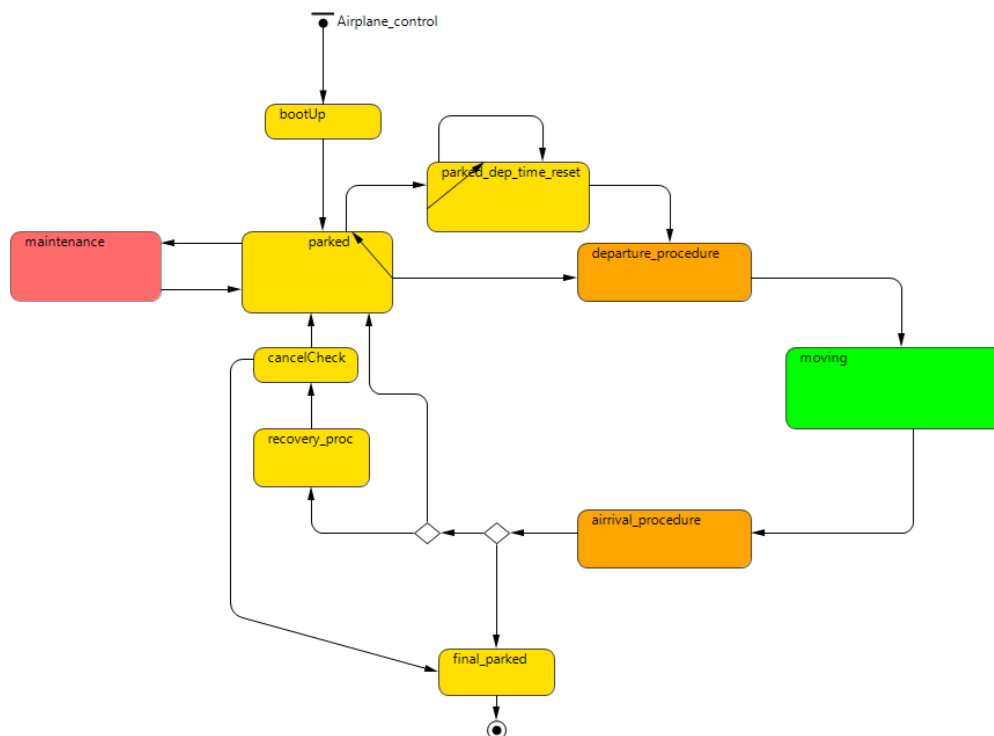 Airplane_control
bootUp
parked_dep_time_reset
maintenance
parked
departure_procedure
cancelCheck
moving
recovery_proc
airrival_procedure
final_parked